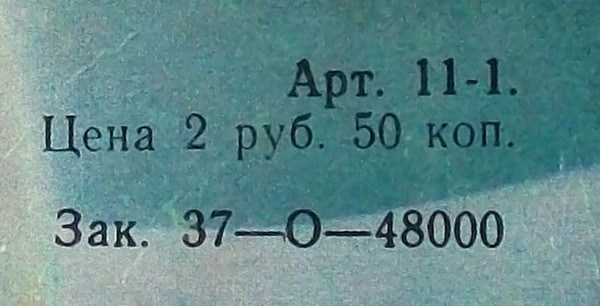 Арт. 11-1.
Цена 2 руб. 50 коп.
Зак. 37—О—48000